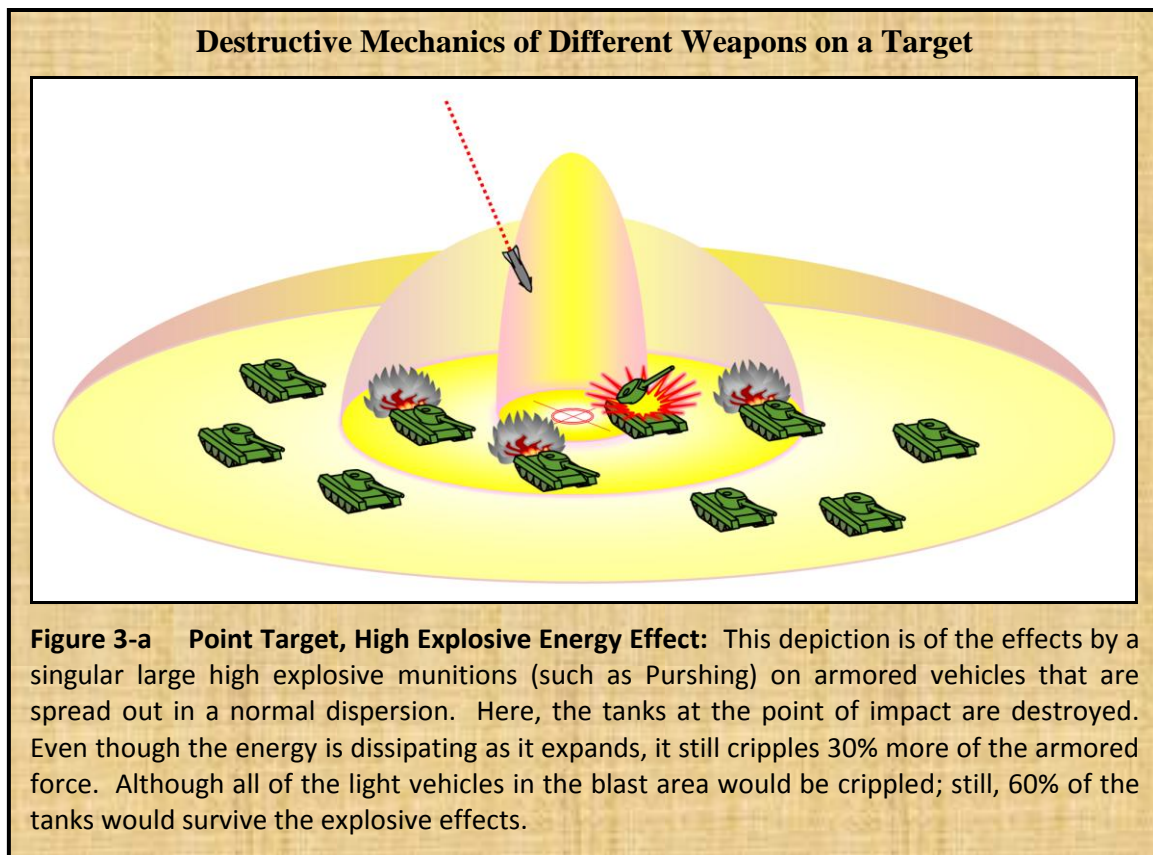 Destructive Mechanics of Different Weapons on a Target
Figure 3-a Point Target, High Explosive Energy Effect: This depiction is of the effects by a
singular large high explosive munitions (such as Purshing) on armored vehicles that are
spread out in a normal dispersion. Here, the tanks at the point of impact are destroyed.
Even though the energy is dissipating as it expands, it still cripples 30% more of the armored
force. Although all of the light vehicles in the blast area would be crippled; still, 60% of the
tanks would survive the explosive effects.